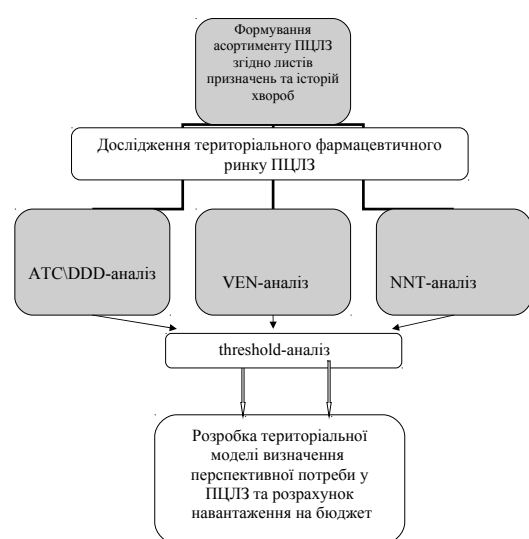 Формування
асортименту ПЦЛЗ
згідно листів
призначень та історій
хвороб
Дослідження територіального фармацевтичного
ринку ПЦЛЗ
АТС\DDD-аналіз
VEN-аналіз
NNT-аналіз
threshold-аналіз
Розробка територіальної
моделі визначення
перспективної потреби у
ПЦЛЗ та розрахунок
навантаження на бюджет